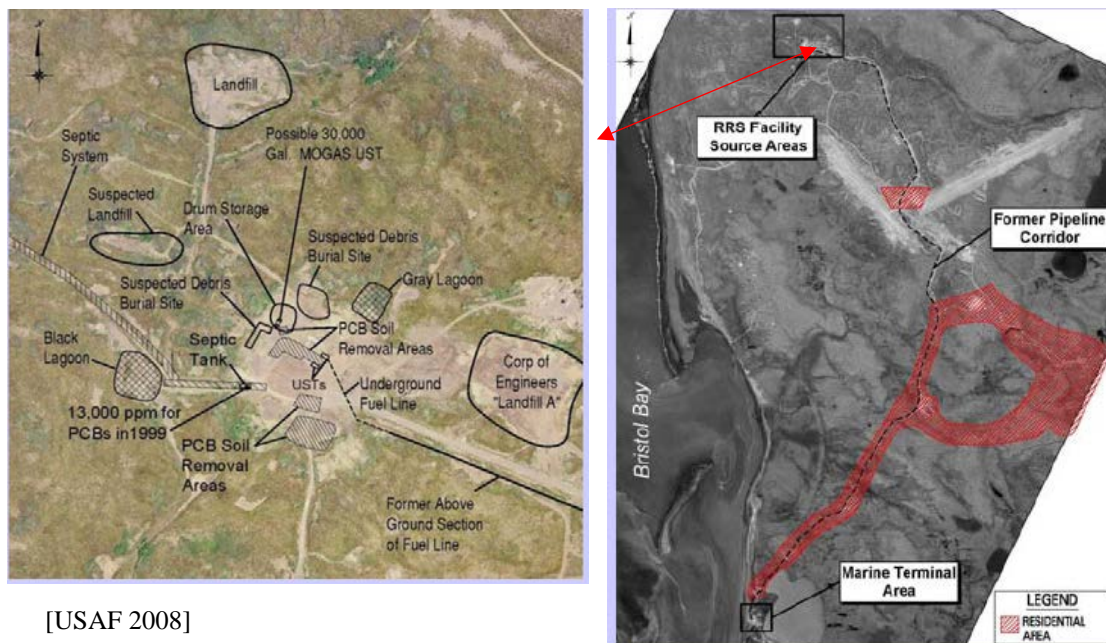 Landfill
Possible 30,000
Gal. MOGAS UST
Septic
System
Suspected
Landfill
Drum Storage
Area
Suspected Debris
Burial Site
Suspected Debris
Burial Site
Gray Lagoon
PCB Soil
Removal Areas
Septic
Tank
Black
Lagoon
USTs
Underground
Fuel Line
Corp of
Engineers
"Landfill A"
13,000 ppm for
PCBs in 1999
PCB Soil
Removal
Areas
Former Above
Ground Section
of Fuel Line
[USAF 2008]
RRS Facility
Source Areas
Former Pipeline
Corridor
Bristol Bay
Marine Terminal
Area
LEGEND
RESIDENTIAL
AREA